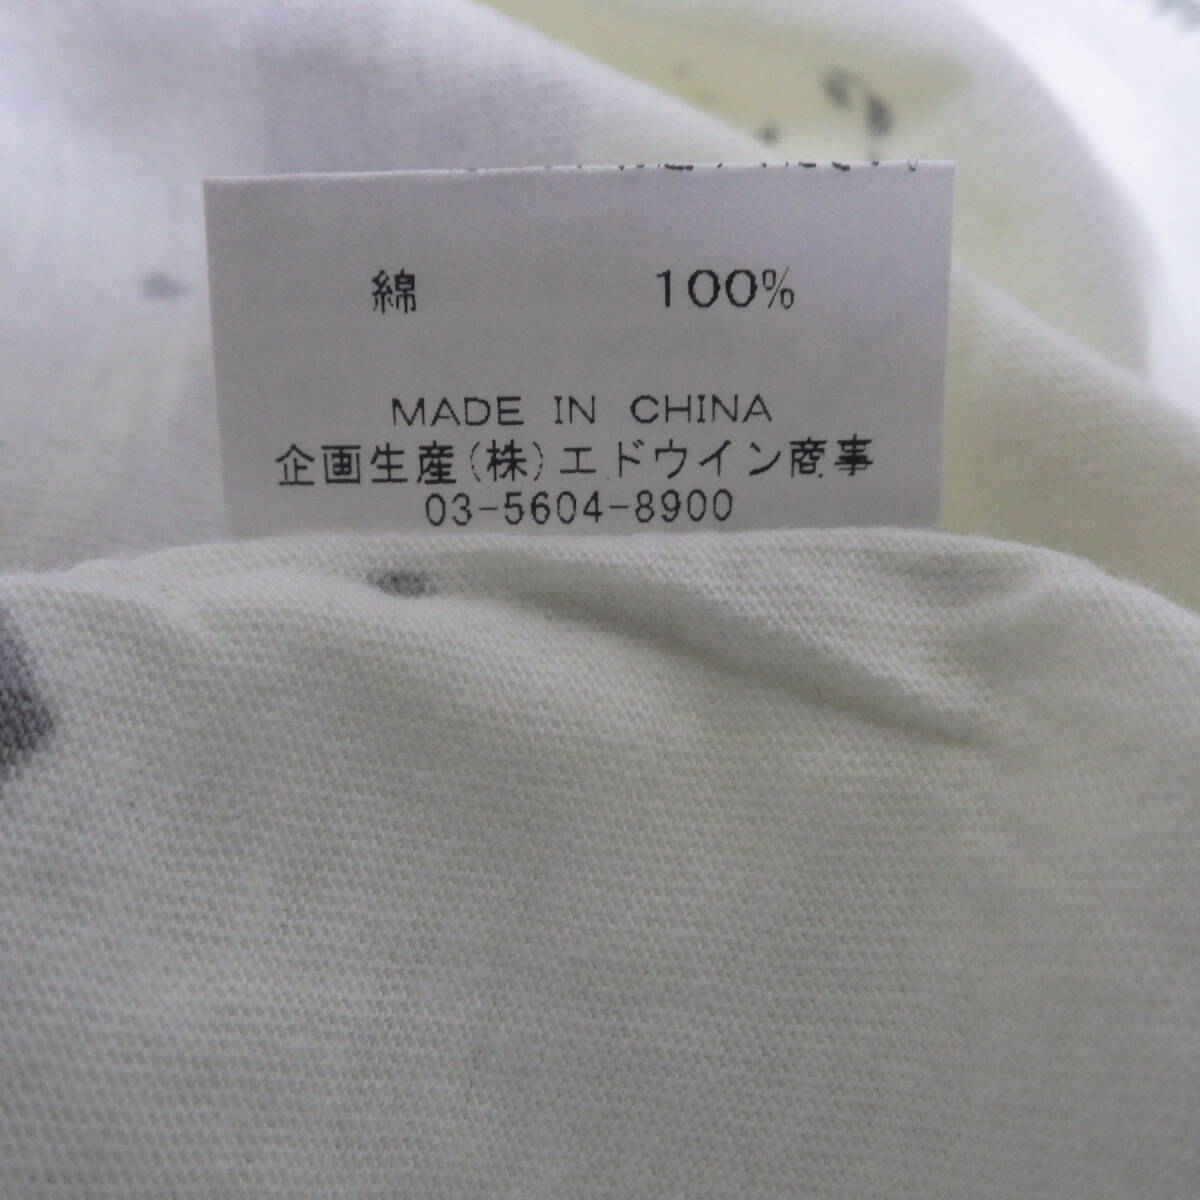 綿 100%
MADE IN CHINA
企画生産(株)エドウイン商事
03-5604-8900